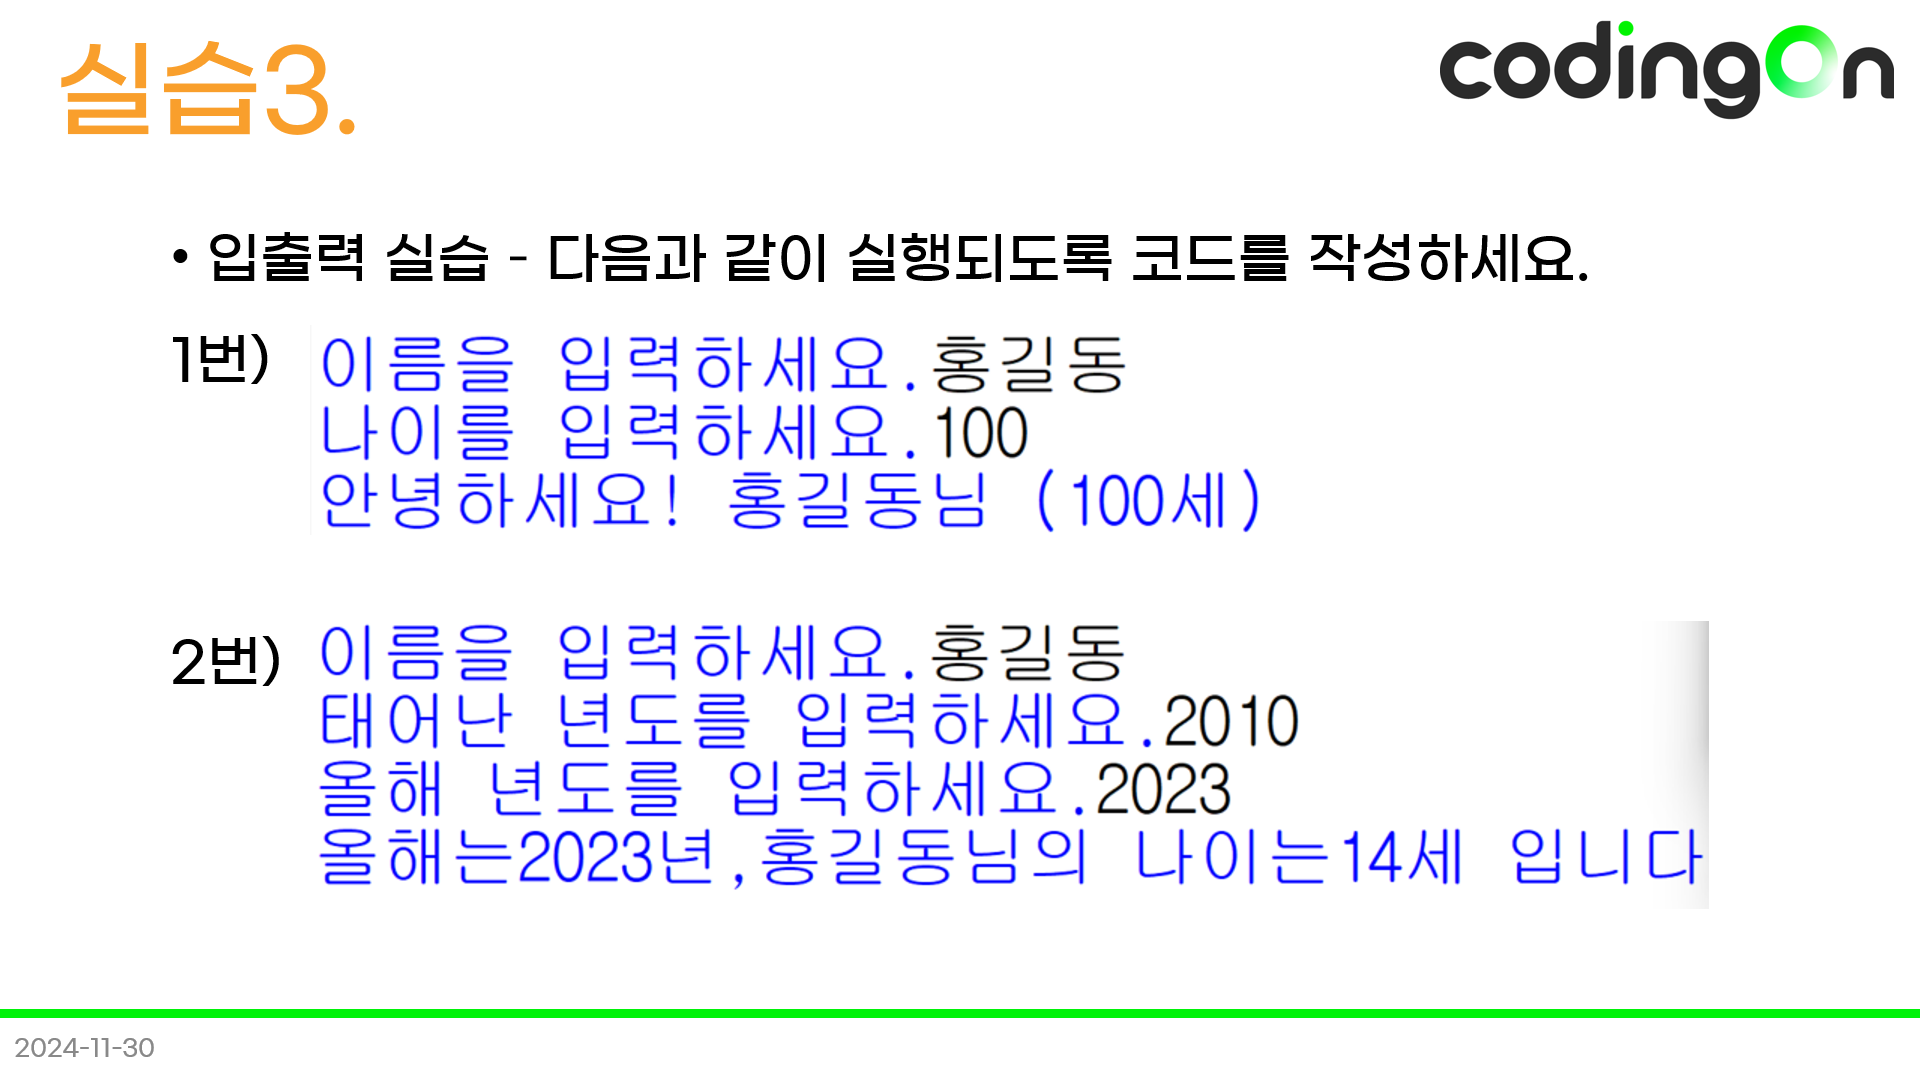 실습3.
codingOn
• 입출력 실습 - 다음과 같이 실행되도록 코드를 작성하세요.
1번)
이름을 입력하세요.홍길동
나이를 입력하세요.100
안녕하세요! 홍길동님 (100세)
2번)
이름을 입력하세요.홍길동
태어난 년도를 입력하세요.2010
올해 년도를 입력하세요.2023
올해는2023년,홍길동님의 나이는14세 입니다
2024-11-30